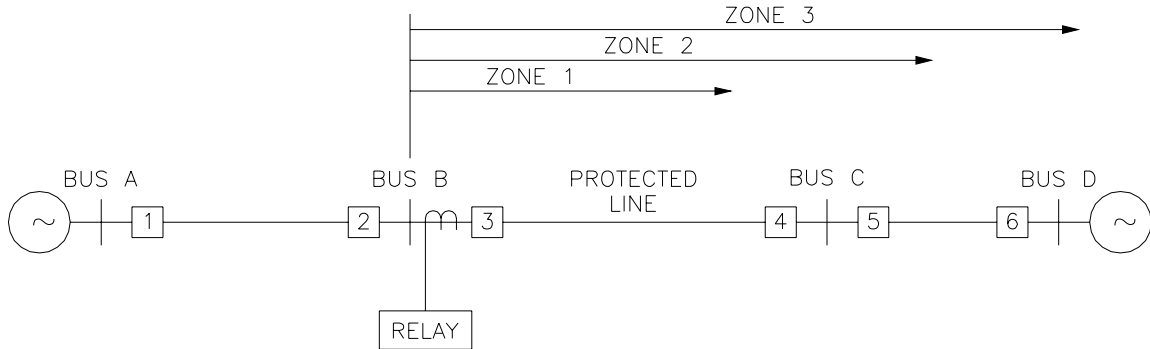 ZONE 3
ZONE 2
ZONE 1
BUS A
BUS B
PROTECTED
LINE
BUS C
BUS D
~
1
2
3
4
5
6
~
RELAY